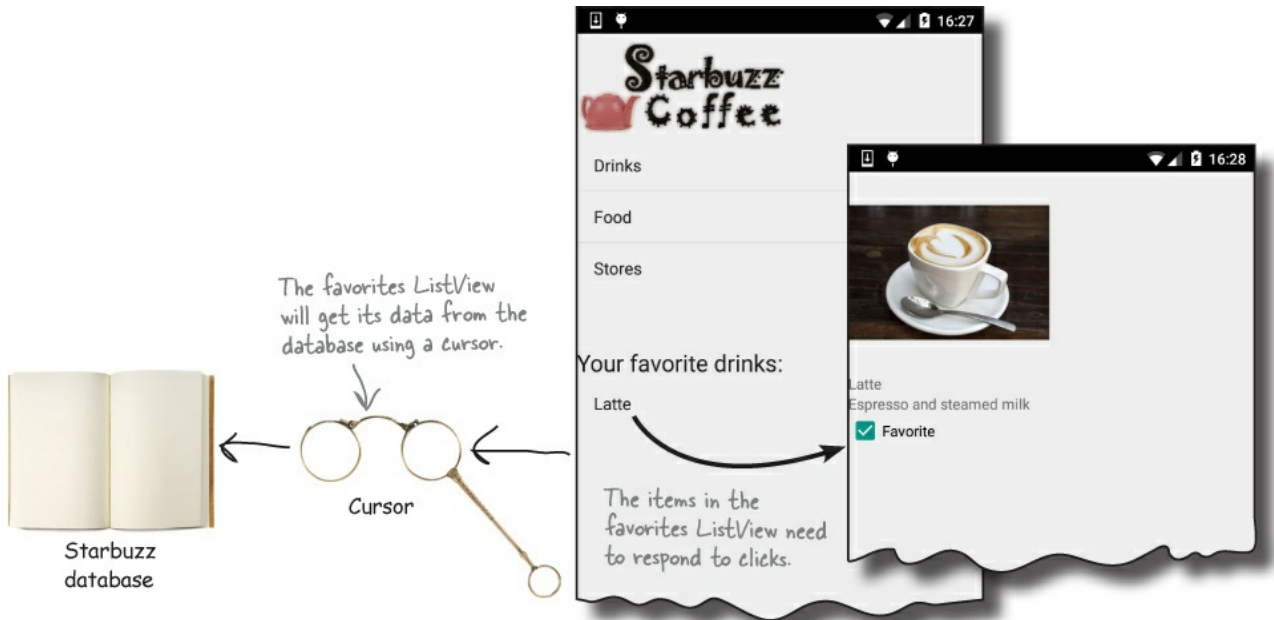 16:27
Starbuzz
Coffee
Drinks
Food
Stores
Your favorite drinks:
Latte
16:28
Latte
Espresso and steamed milk
Favorite
The favorites ListView
will get its data from the
database using a cursor.
Cursor
Starbuzz
database
The items in the
favorites ListView need
to respond to clicks.